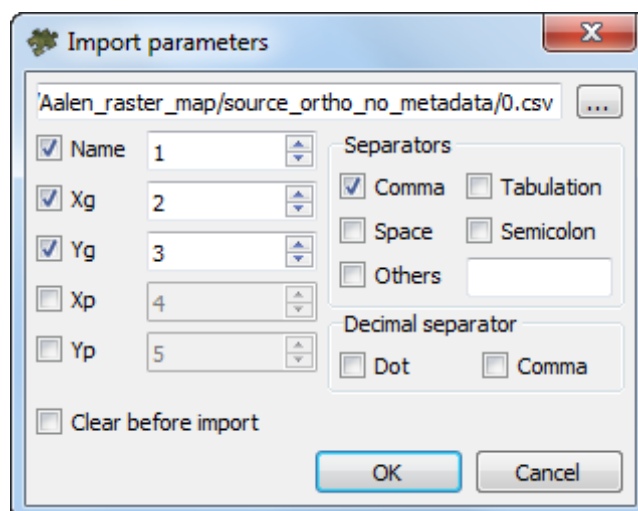 Import parameters
/Aalen_raster_map/source_ortho_no_metadata/0.csv ...
Name 1
Xg 2
Yg 3
Xp 4
Yp 5
Clear before import
Separators
Comma Tabulation
Space Semicolon
Others
Decimal separator
Dot Comma
OK Cancel